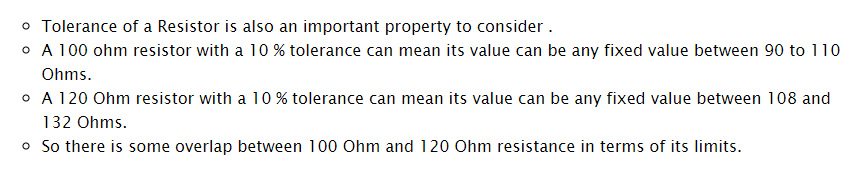 Tolerance of a Resistor is also an important property to consider .
A 100 ohm resistor with a 10 % tolerance can mean its value can be any fixed value between 90 to 110
Ohms.
A 120 Ohm resistor with a 10 % tolerance can mean its value can be any fixed value between 108 and
132 Ohms.
So there is some overlap between 100 Ohm and 120 Ohm resistance in terms of its limits.